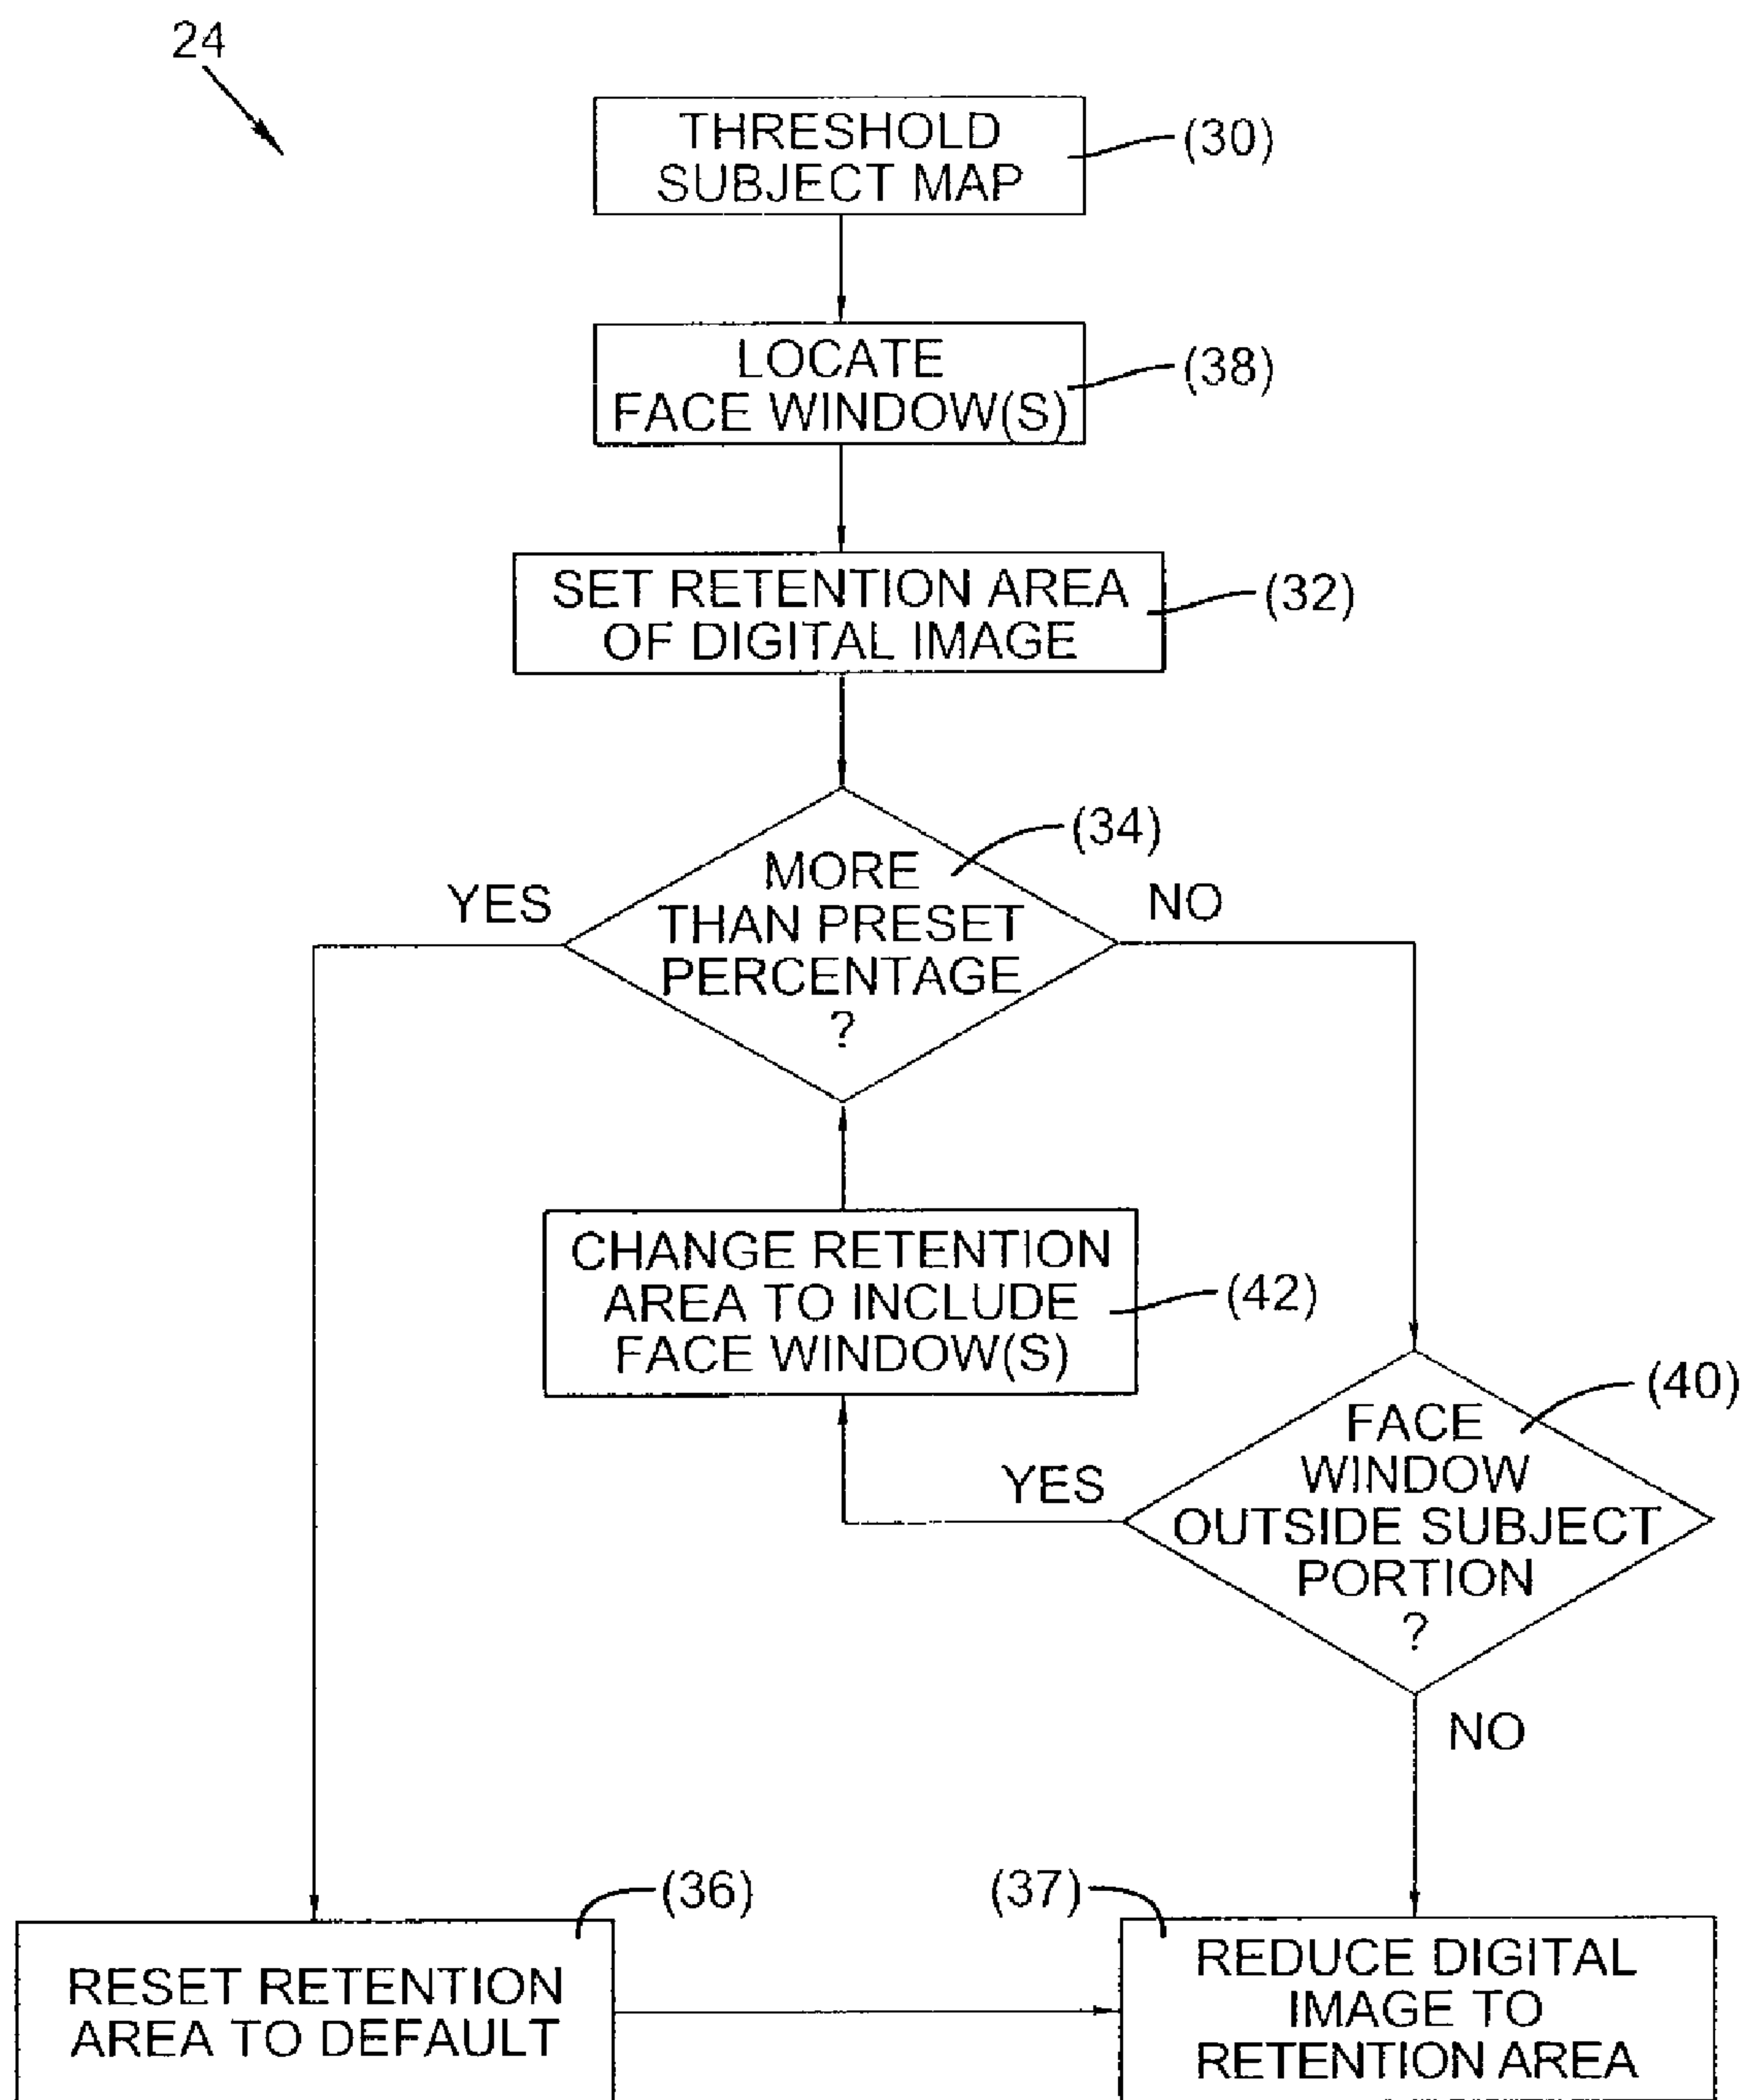 24
THRESHOLD
SUBJECT MAP
(30)
LOCATE
FACE WINDOW(S)
(38)
SET RETENTION AREA
OF DIGITAL IMAGE
(32)
MORE
THAN PRESET
PERCENTAGE
?
(34)
YES
NO
CHANGE RETENTION
AREA TO INCLUDE
FACE WINDOW(S)
(42)
FACE
WINDOW
OUTSIDE SUBJECT
PORTION
?
(40)
YES
NO
(36)
RESET RETENTION
AREA TO DEFAULT
(37)
REDUCE DIGITAL
IMAGE TO
RETENTION AREA